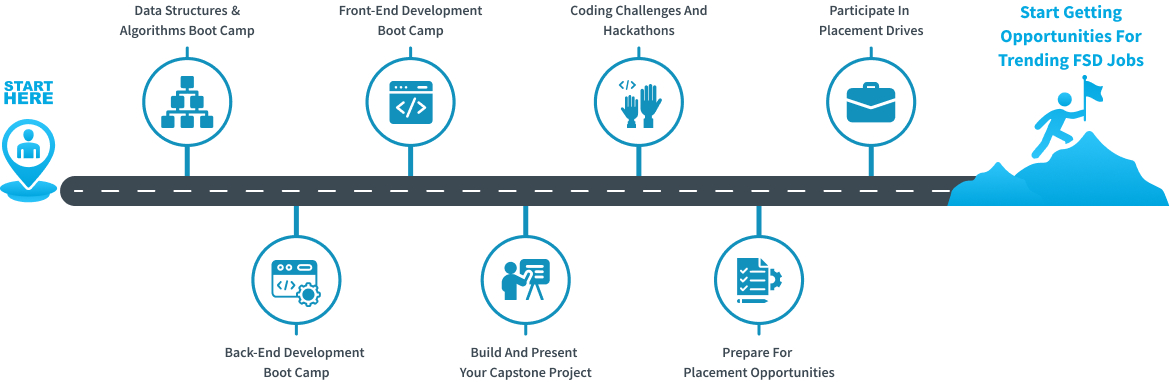 START
HERE
Data Structures &
Algorithms Boot Camp
Back-End Development
Boot Camp
Front-End Development
Boot Camp
Build And Present
Your Capstone Project
Coding Challenges And
Hackathons
Prepare For
Placement Opportunities
Participate In
Placement Drives
Start Getting
Opportunities For
Trending FSD Jobs